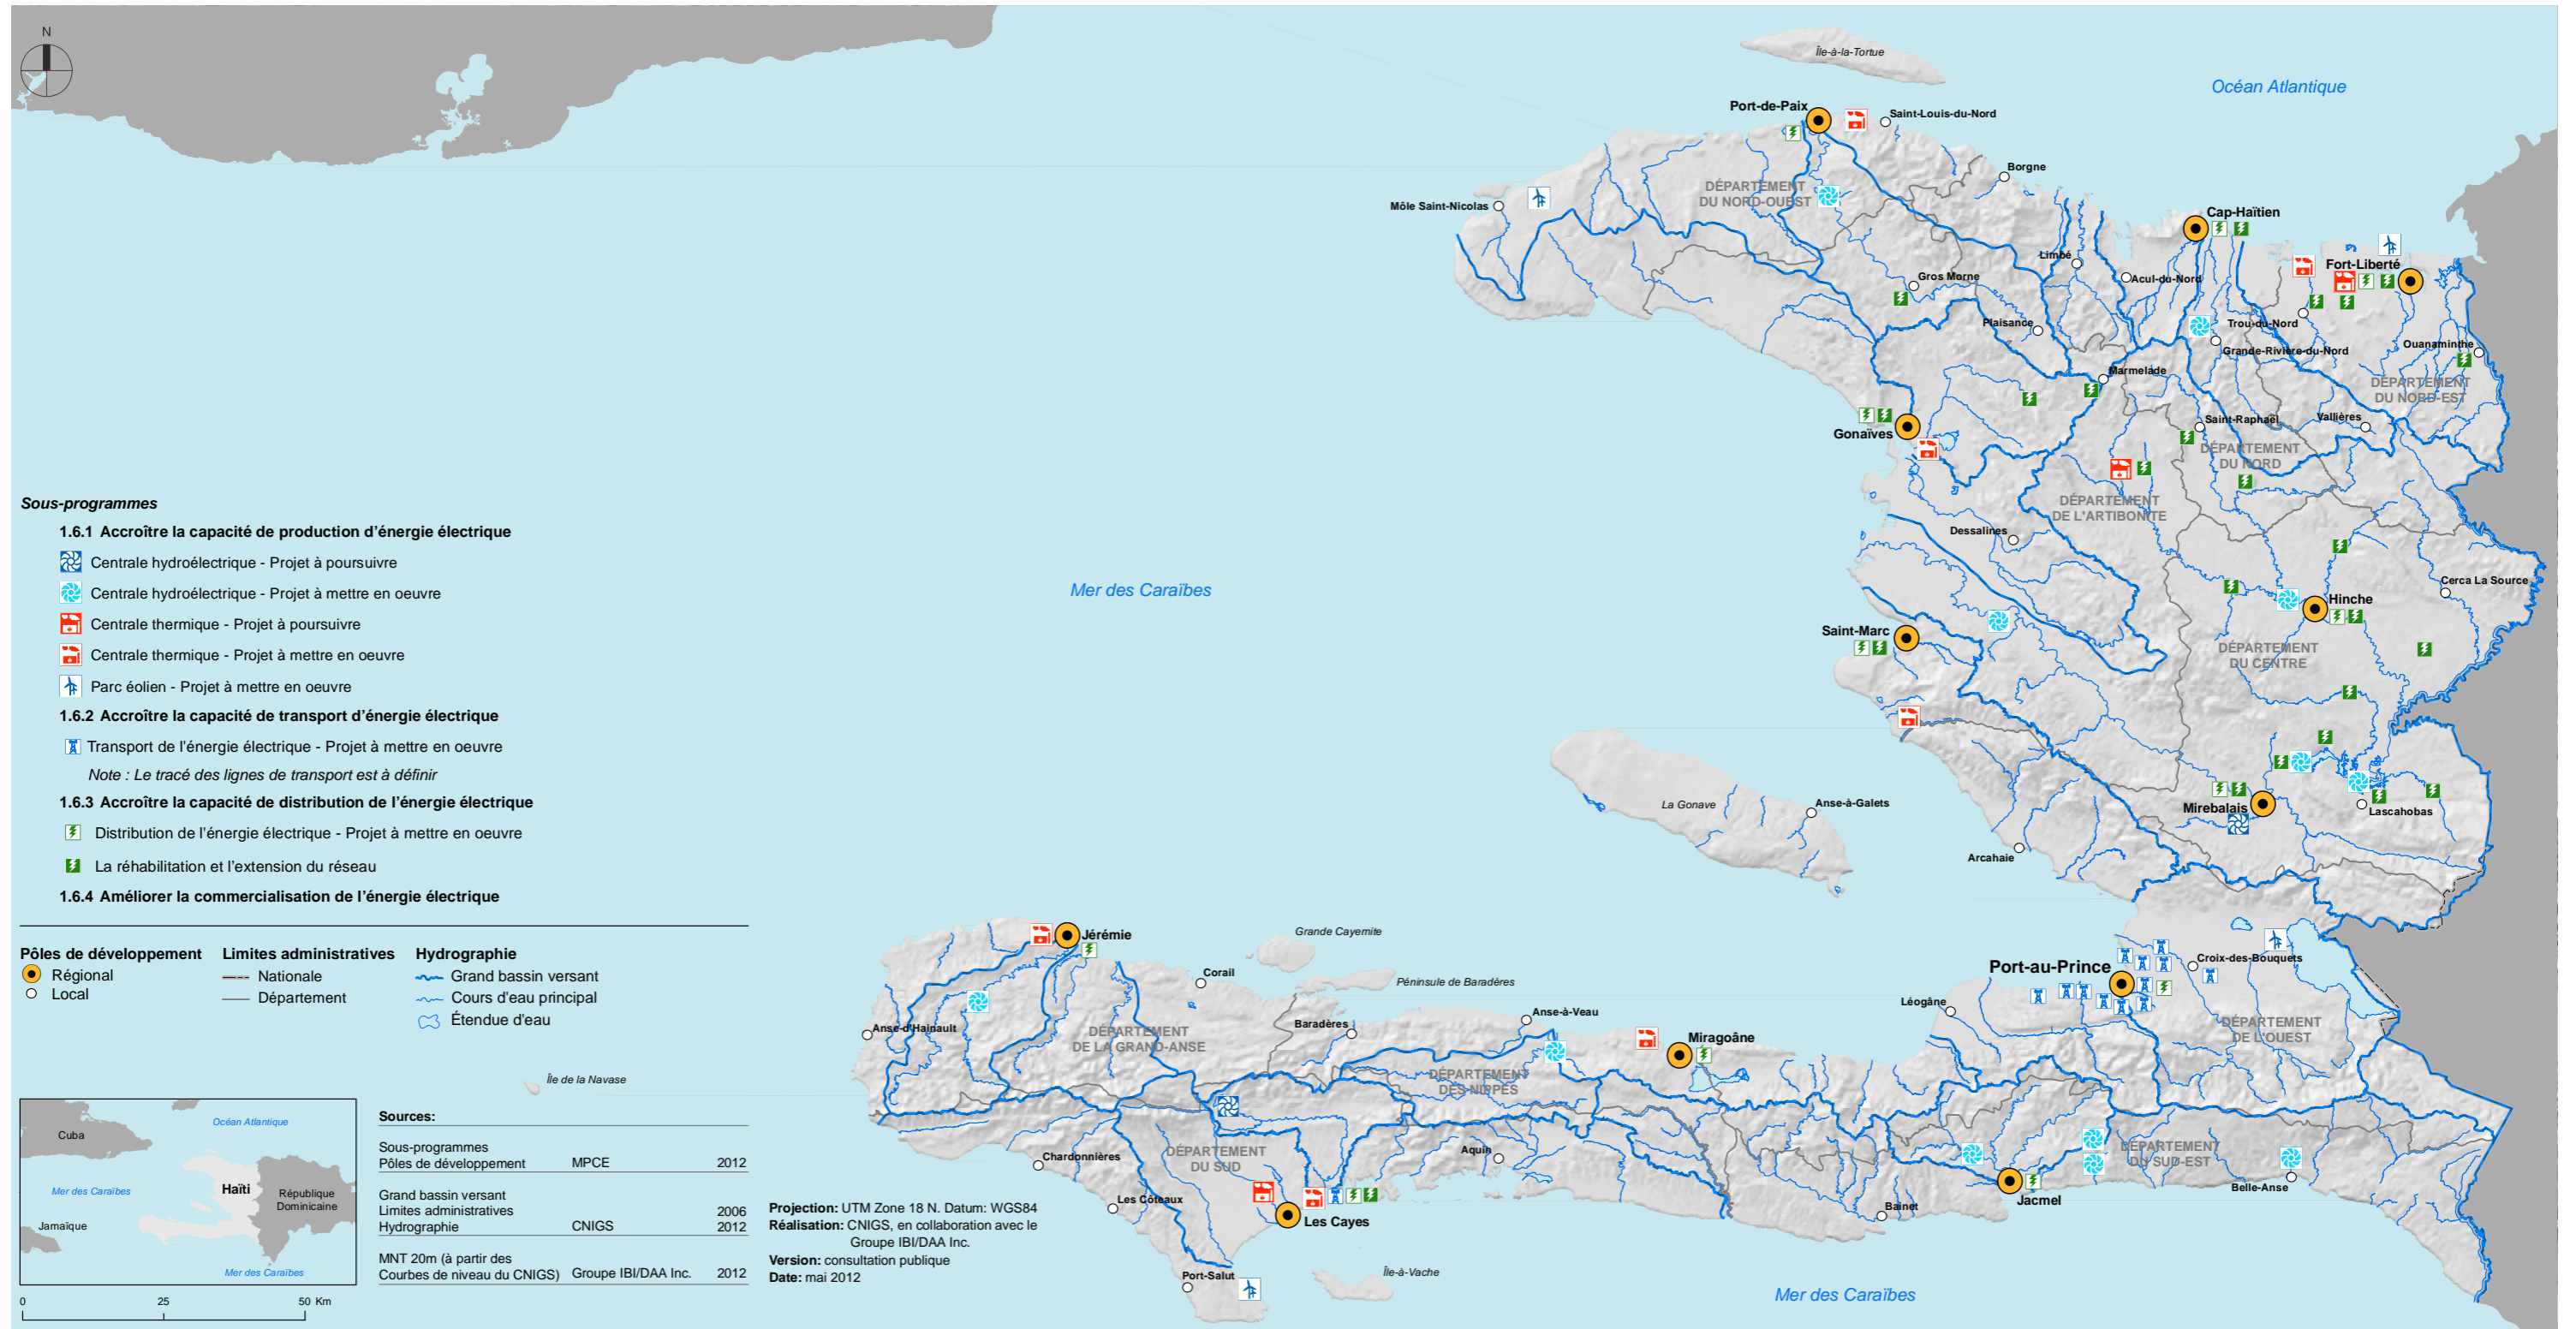 N
Île-à-la-Tortue
Océan Atlantique
Port-de-Paix
Saint-Louis-du-Nord
Borgne
DÉPARTEMENT
DU NORD-OUEST
Môle Saint-Nicolas
Cap-Haïtien
Limbé
Acul-du-Nord
Fort-Liberté
Gros Morne
Plaisance
Trou-du-Nord
Grande-Rivière-du-Nord
Ouanaminthe
Marmelade
DÉPARTEMENT
DU NORD-EST
Saint-Raphaël
Vallières
Gonaïves
DÉPARTEMENT
DU NORD
DÉPARTEMENT
DE L'ARTIBONITE
Dessalines
Cerca La Source
Hinche
Mer des Caraïbes
Saint-Marc
DÉPARTEMENT
DU CENTRE
La Gonave
Anse-à-Galets
Mirebalais
Lascahobas
Arcahaie
Sous-programmes
1.6.1 Accroître la capacité de production d'énergie électrique
Centrale hydroélectrique - Projet à poursuivre
Centrale hydroélectrique - Projet à mettre en oeuvre
Centrale thermique - Projet à poursuivre
Centrale thermique - Projet à mettre en oeuvre
Parc éolien - Projet à mettre en oeuvre
1.6.2 Accroître la capacité de transport d'énergie électrique
Transport de l'énergie électrique - Projet à mettre en oeuvre
Note : Le tracé des lignes de transport est à définir
1.6.3 Accroître la capacité de distribution de l'énergie électrique
Distribution de l'énergie électrique - Projet à mettre en oeuvre
La réhabilitation et l'extension du réseau
1.6.4 Améliorer la commercialisation de l'énergie électrique
Pôles de développement
Régional
Local
Limites administratives
Nationale
Département
Hydrographie
Grand bassin versant
Cours d'eau principal
Étendue d'eau
Jérémie
Grande Cayemite
Corail
Péninsule de Baradères
Port-au-Prince
Croix-des-Bouquets
Léogâne
Anse-d'Hainault
DÉPARTEMENT
DE LA GRAND-ANSE
Baradères
Anse-à-Veau
Miragoâne
DÉPARTEMENT
DE L'OUEST
Île de la Navase
DÉPARTEMENT
DES NIPPES
Chardonnières
DÉPARTEMENT
DU SUD
Aquin
DÉPARTEMENT
DU SUD-EST
Belle-Anse
Les Côteaux
Les Cayes
Bainet
Jacmel
Port-Salut
Île-à-Vache
Mer des Caraïbes
Cuba
Océan Atlantique
Haïti
République
Dominicaine
Mer des Caraïbes
Jamaïque
Mer des Caraïbes
0 25 50 Km
Sources:
Sous-programmes
Pôles de développement MPCE 2012
Grand bassin versant
Limites administratives 2006
Hydrographie CNIGS 2012
MNT 20m (à partir des
Courbes de niveau du CNIGS) Groupe IBI/DAA Inc. 2012
Projection: UTM Zone 18 N. Datum: WGS84
Réalisation: CNIGS, en collaboration avec le
Groupe IBI/DAA Inc.
Version: consultation publique
Date: mai 2012